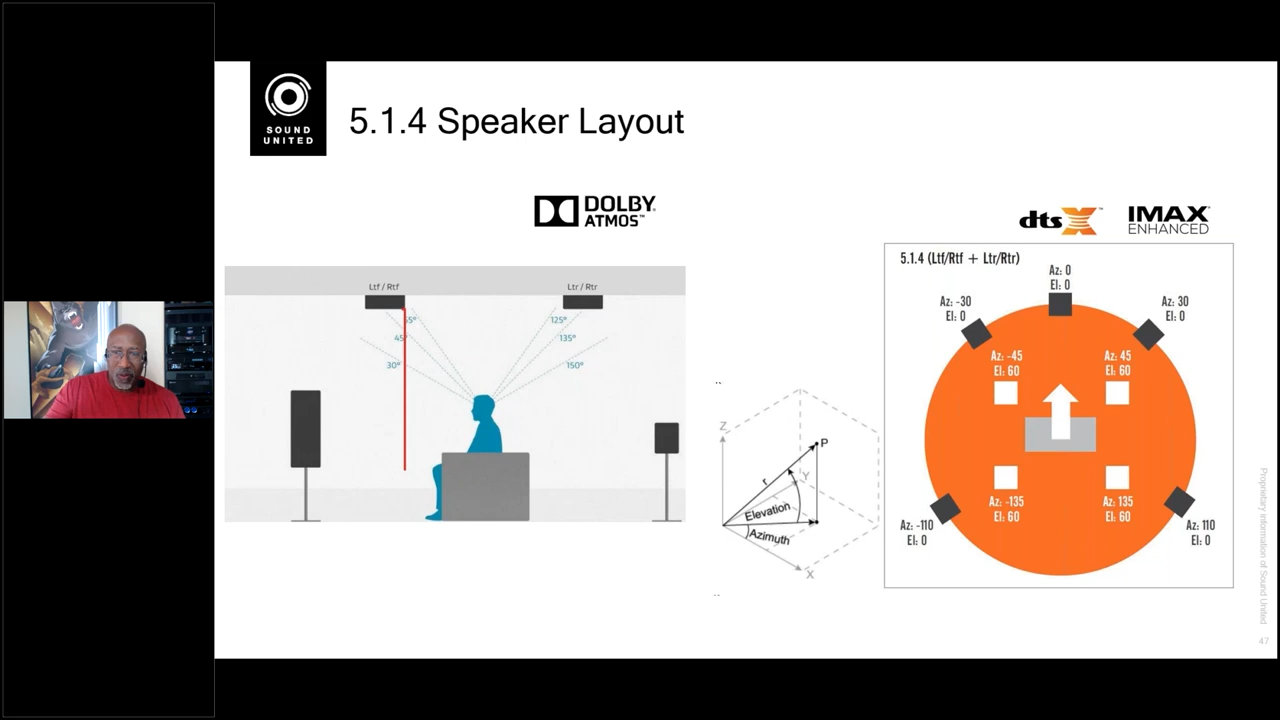 SOUND
UNITED
5.1.4 Speaker Layout
DOLBY
ATMOS™
dts X™
IMAX®
ENHANCED
Ltf / Rtf
Ltr / Rtr
45°
30°
125°
135°
150°
Z
P
r
Y
Elevation
Azimuth
X
5.1.4 (Ltf/Rtf + Ltr/Rtr)
Az: 0
El: 0
Az: -30
El: 0
Az: 30
El: 0
Az: -45
El: 60
Az: 45
El: 60
Az: -135
El: 60
Az: 135
El: 60
Az: -110
El: 0
Az: 110
El: 0
Proprietary information of Sound United
47